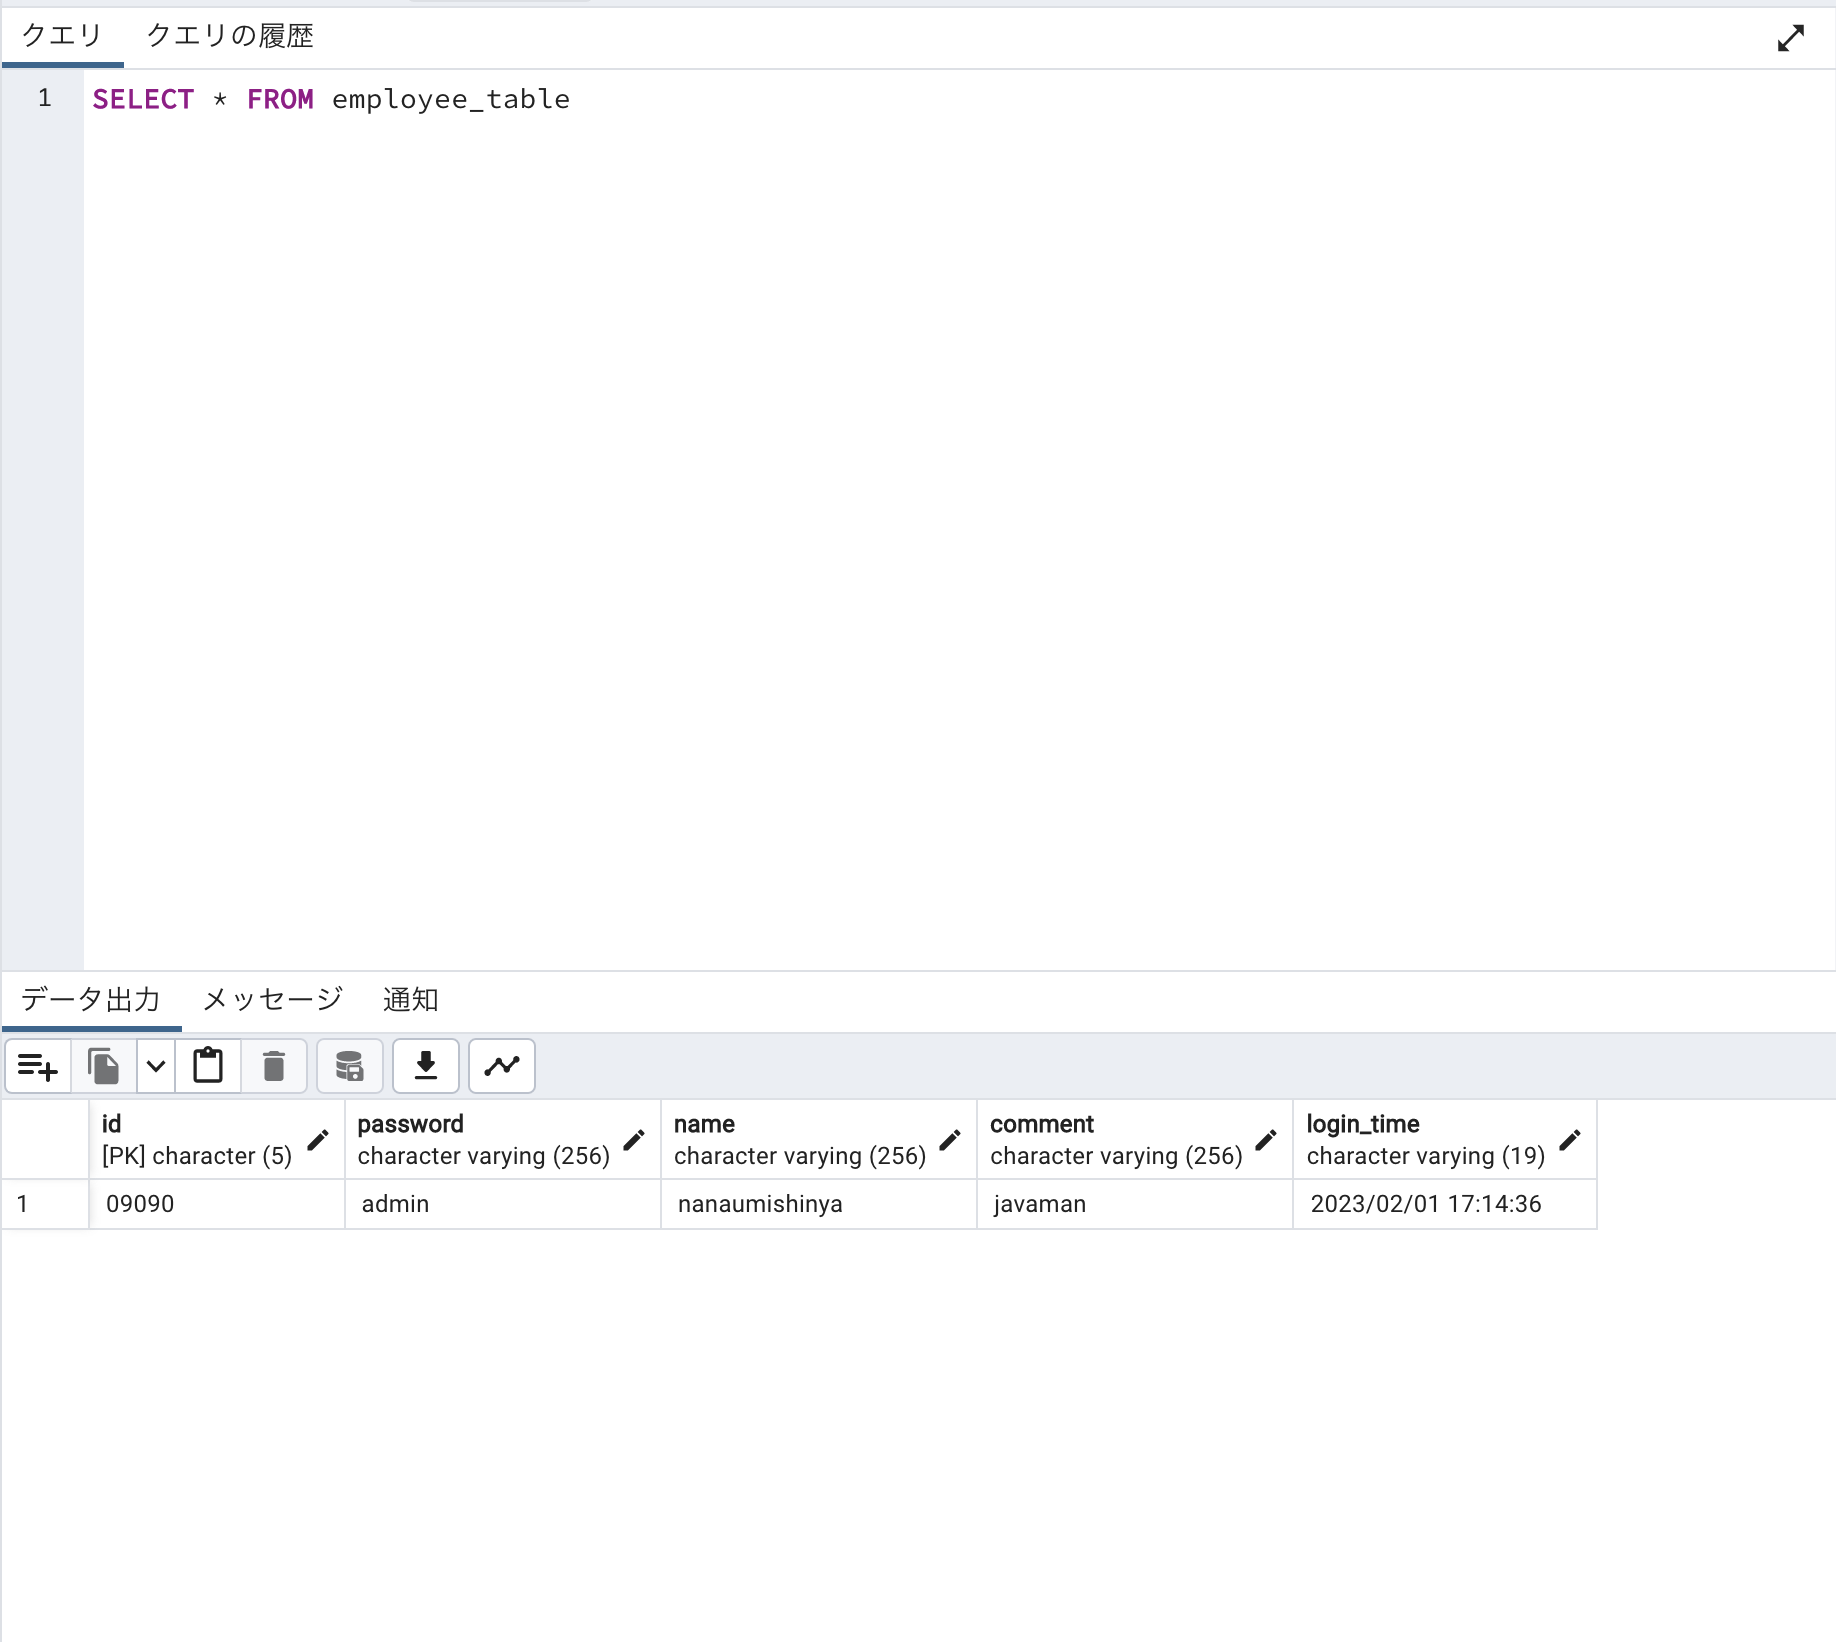 クエリ クエリの履歴
1 SELECT * FROM employee_table
データ出力 メッセージ 通知
id password name comment login_time
[PK] character (5) character varying (256) character varying (256) character varying (256) character varying (19)
1 09090 admin nanaumishinya javaman 2023/02/01 17:14:36